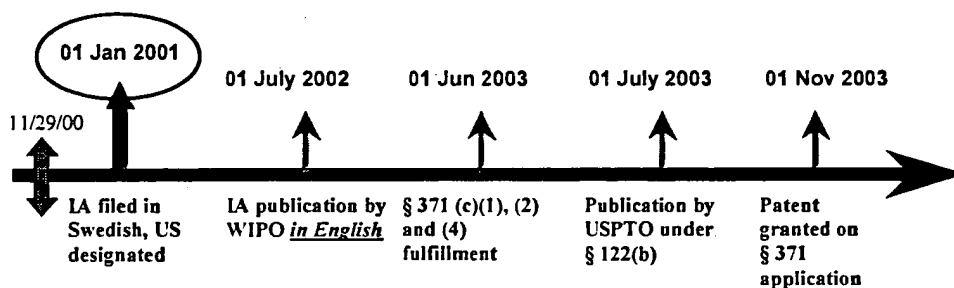 01 Jan 2001
01 July 2002
01 Jun 2003
01 July 2003
01 Nov 2003
11/29/00
IA filed in
Swedish, US
designated
IA publication by
WIPO in English
§ 371 (c)(1), (2)
and (4)
fulfillment
Publication by
USPTO under
§ 122(b)
Patent
granted on
§ 371
application